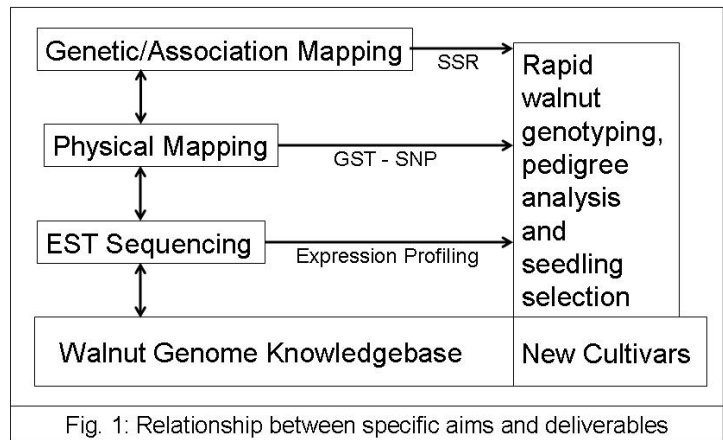 Genetic/Association Mapping
SSR
Rapid
walnut
genotyping,
pedigree
analysis
and
seedling
selection
Physical Mapping
GST - SNP
EST Sequencing
Expression Profiling
Walnut Genome Knowledgebase
New Cultivars
Fig. 1: Relationship between specific aims and deliverables